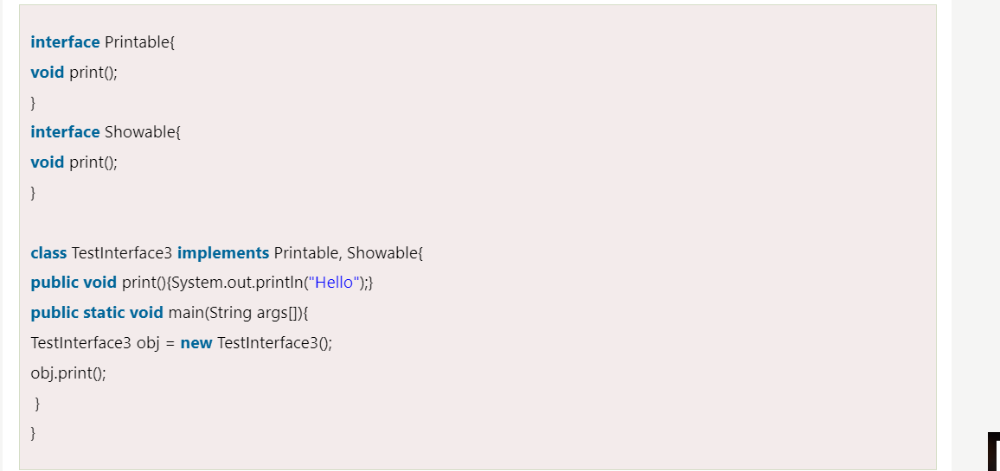 interface Printable{
void print();
}
interface Showable{
void print();
}
class TestInterface3 implements Printable, Showable{
public void print(){System.out.println("Hello");}
public static void main(String args[]){
TestInterface3 obj = new TestInterface3();
obj.print();
}
}